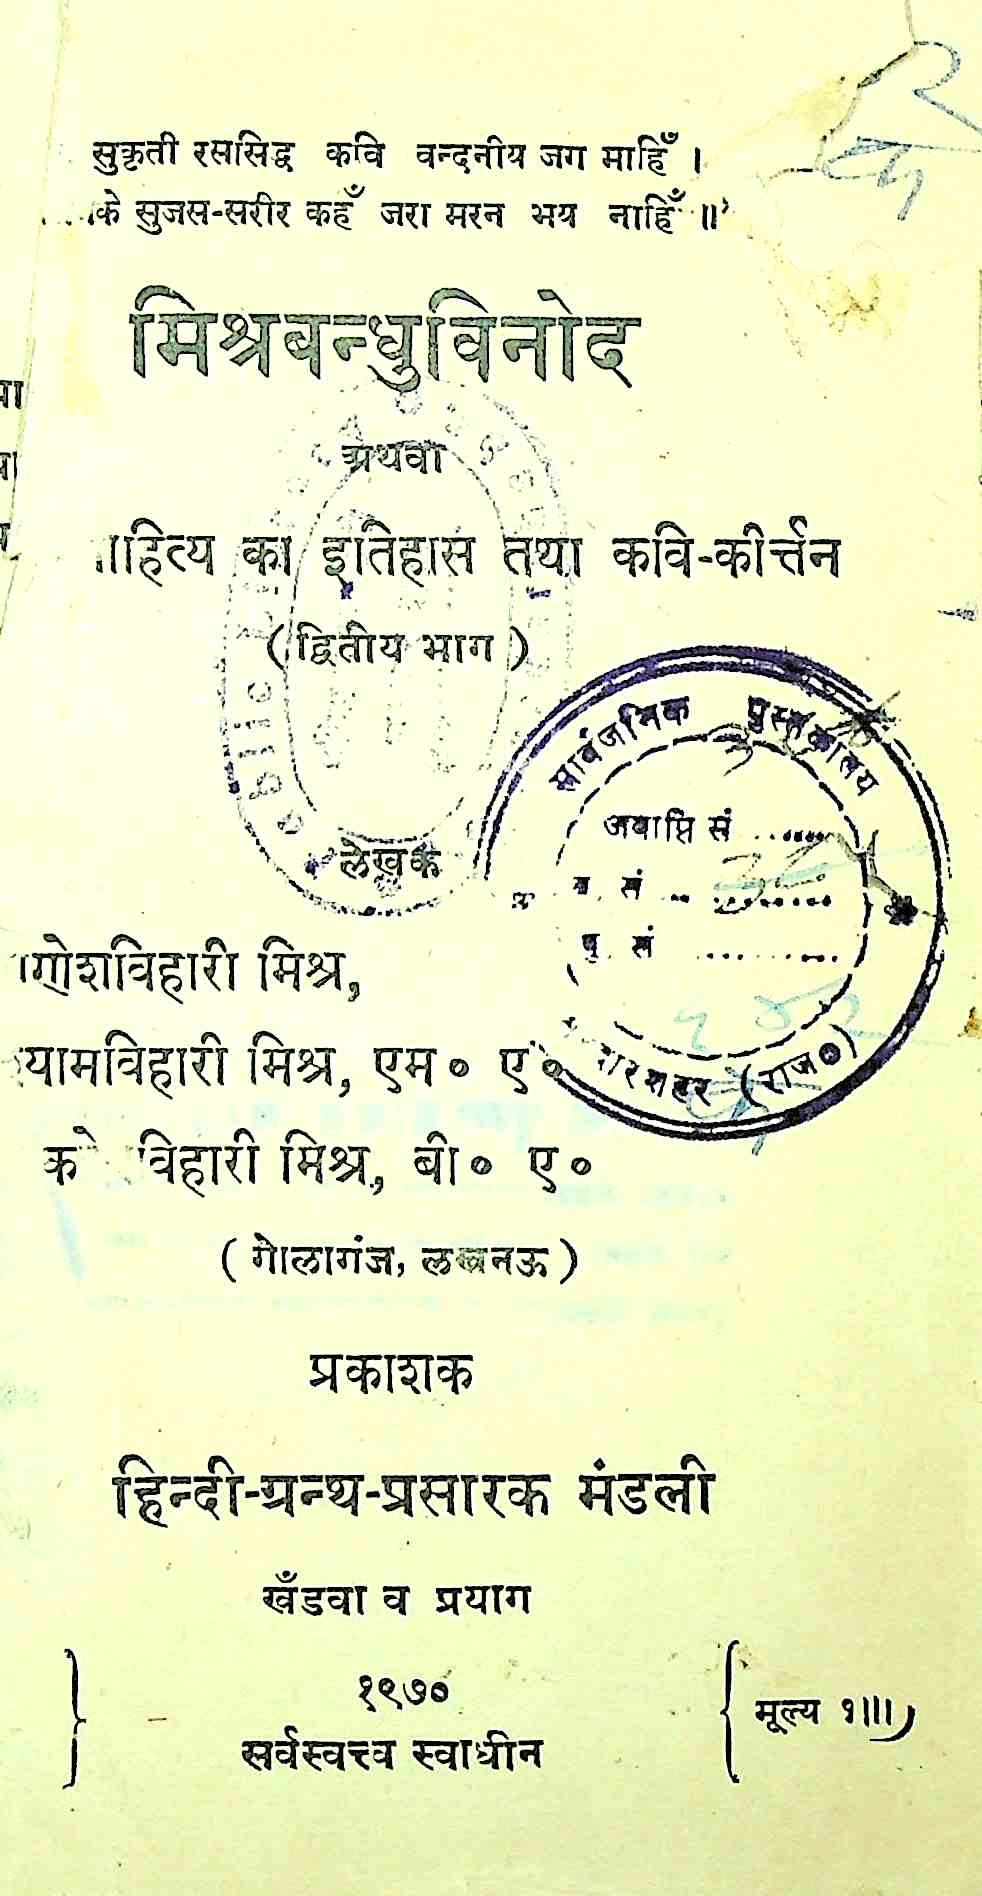 सुकृती रससिद्ध कवि वन्दनीय जग माहिँ ।
के सुजस-सरीर कहँ जरा मरन भय नाहिँ ॥’
मिश्रबन्धुविनोद
अथवा
ाहित्य का इतिहास तथा कवि-कीर्त्तन
(द्वितीय भाग)
सार्वजनिक पुस्तकालय
अवाप्ति सं ......
व. सं .........
पु सं .........
ारशहर (राज०)
लेखक
गणेशविहारी मिश्र,
यामविहारी मिश्र, एम० ए०
विहारी मिश्र, बी० ए०
(गोलागंज, लखनऊ)
प्रकाशक
हिन्दी-ग्रन्थ-प्रसारक मंडली
खँडवा व प्रयाग
१९७०
सर्वस्वत्त्व स्वाधीन
मूल्य १॥।)